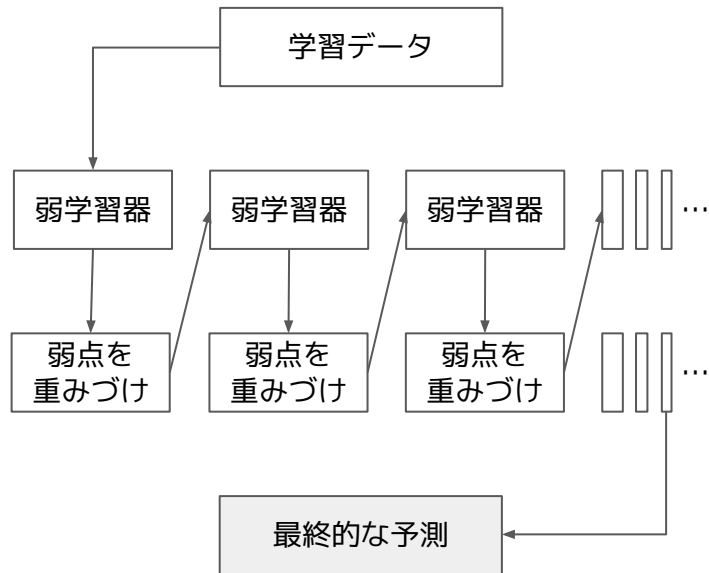 学習データ
弱学習器
弱学習器
弱学習器
…
弱点を
重みづけ
弱点を
重みづけ
弱点を
重みづけ
…
最終的な予測